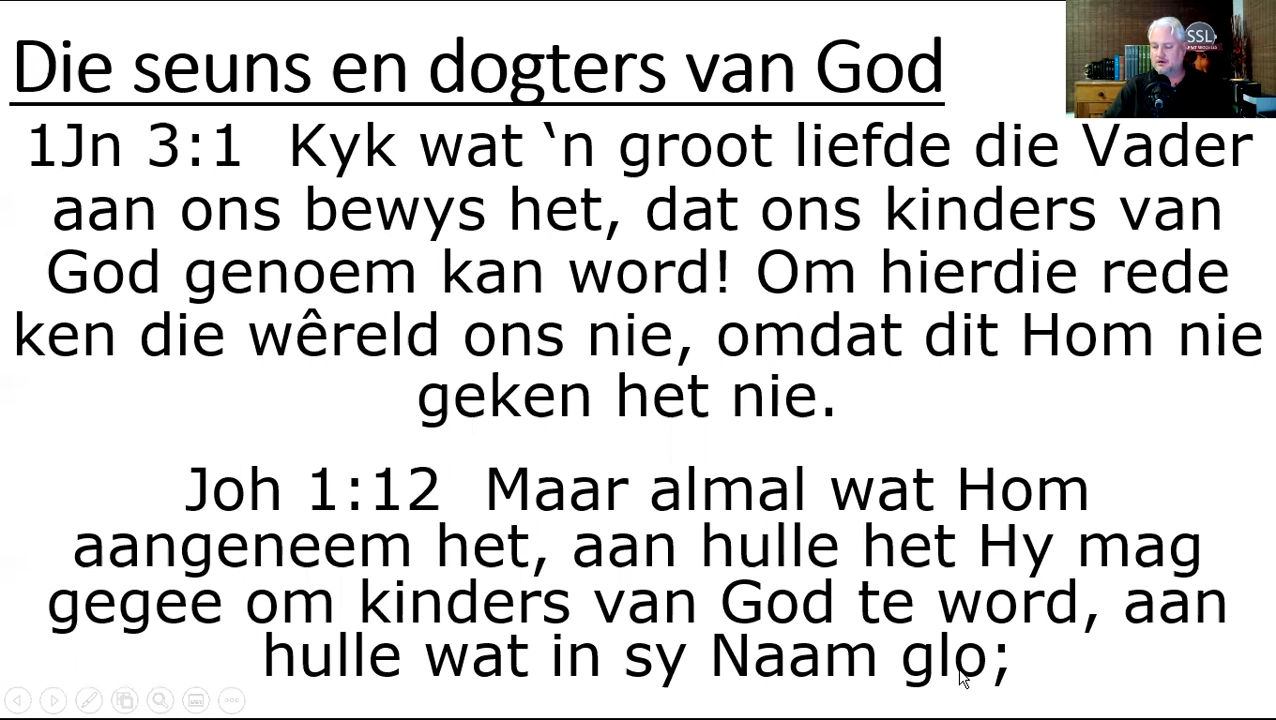 Die seuns en dogters van God
SSL
1Jn 3:1 Kyk wat ‘n groot liefde die Vader
aan ons bewys het, dat ons kinders van
God genoem kan word! Om hierdie rede
ken die wêreld ons nie, omdat dit Hom nie
geken het nie.
Joh 1:12 Maar almal wat Hom
aangeneem het, aan hulle het Hy mag
gegee om kinders van God te word, aan
hulle wat in sy Naam glo;